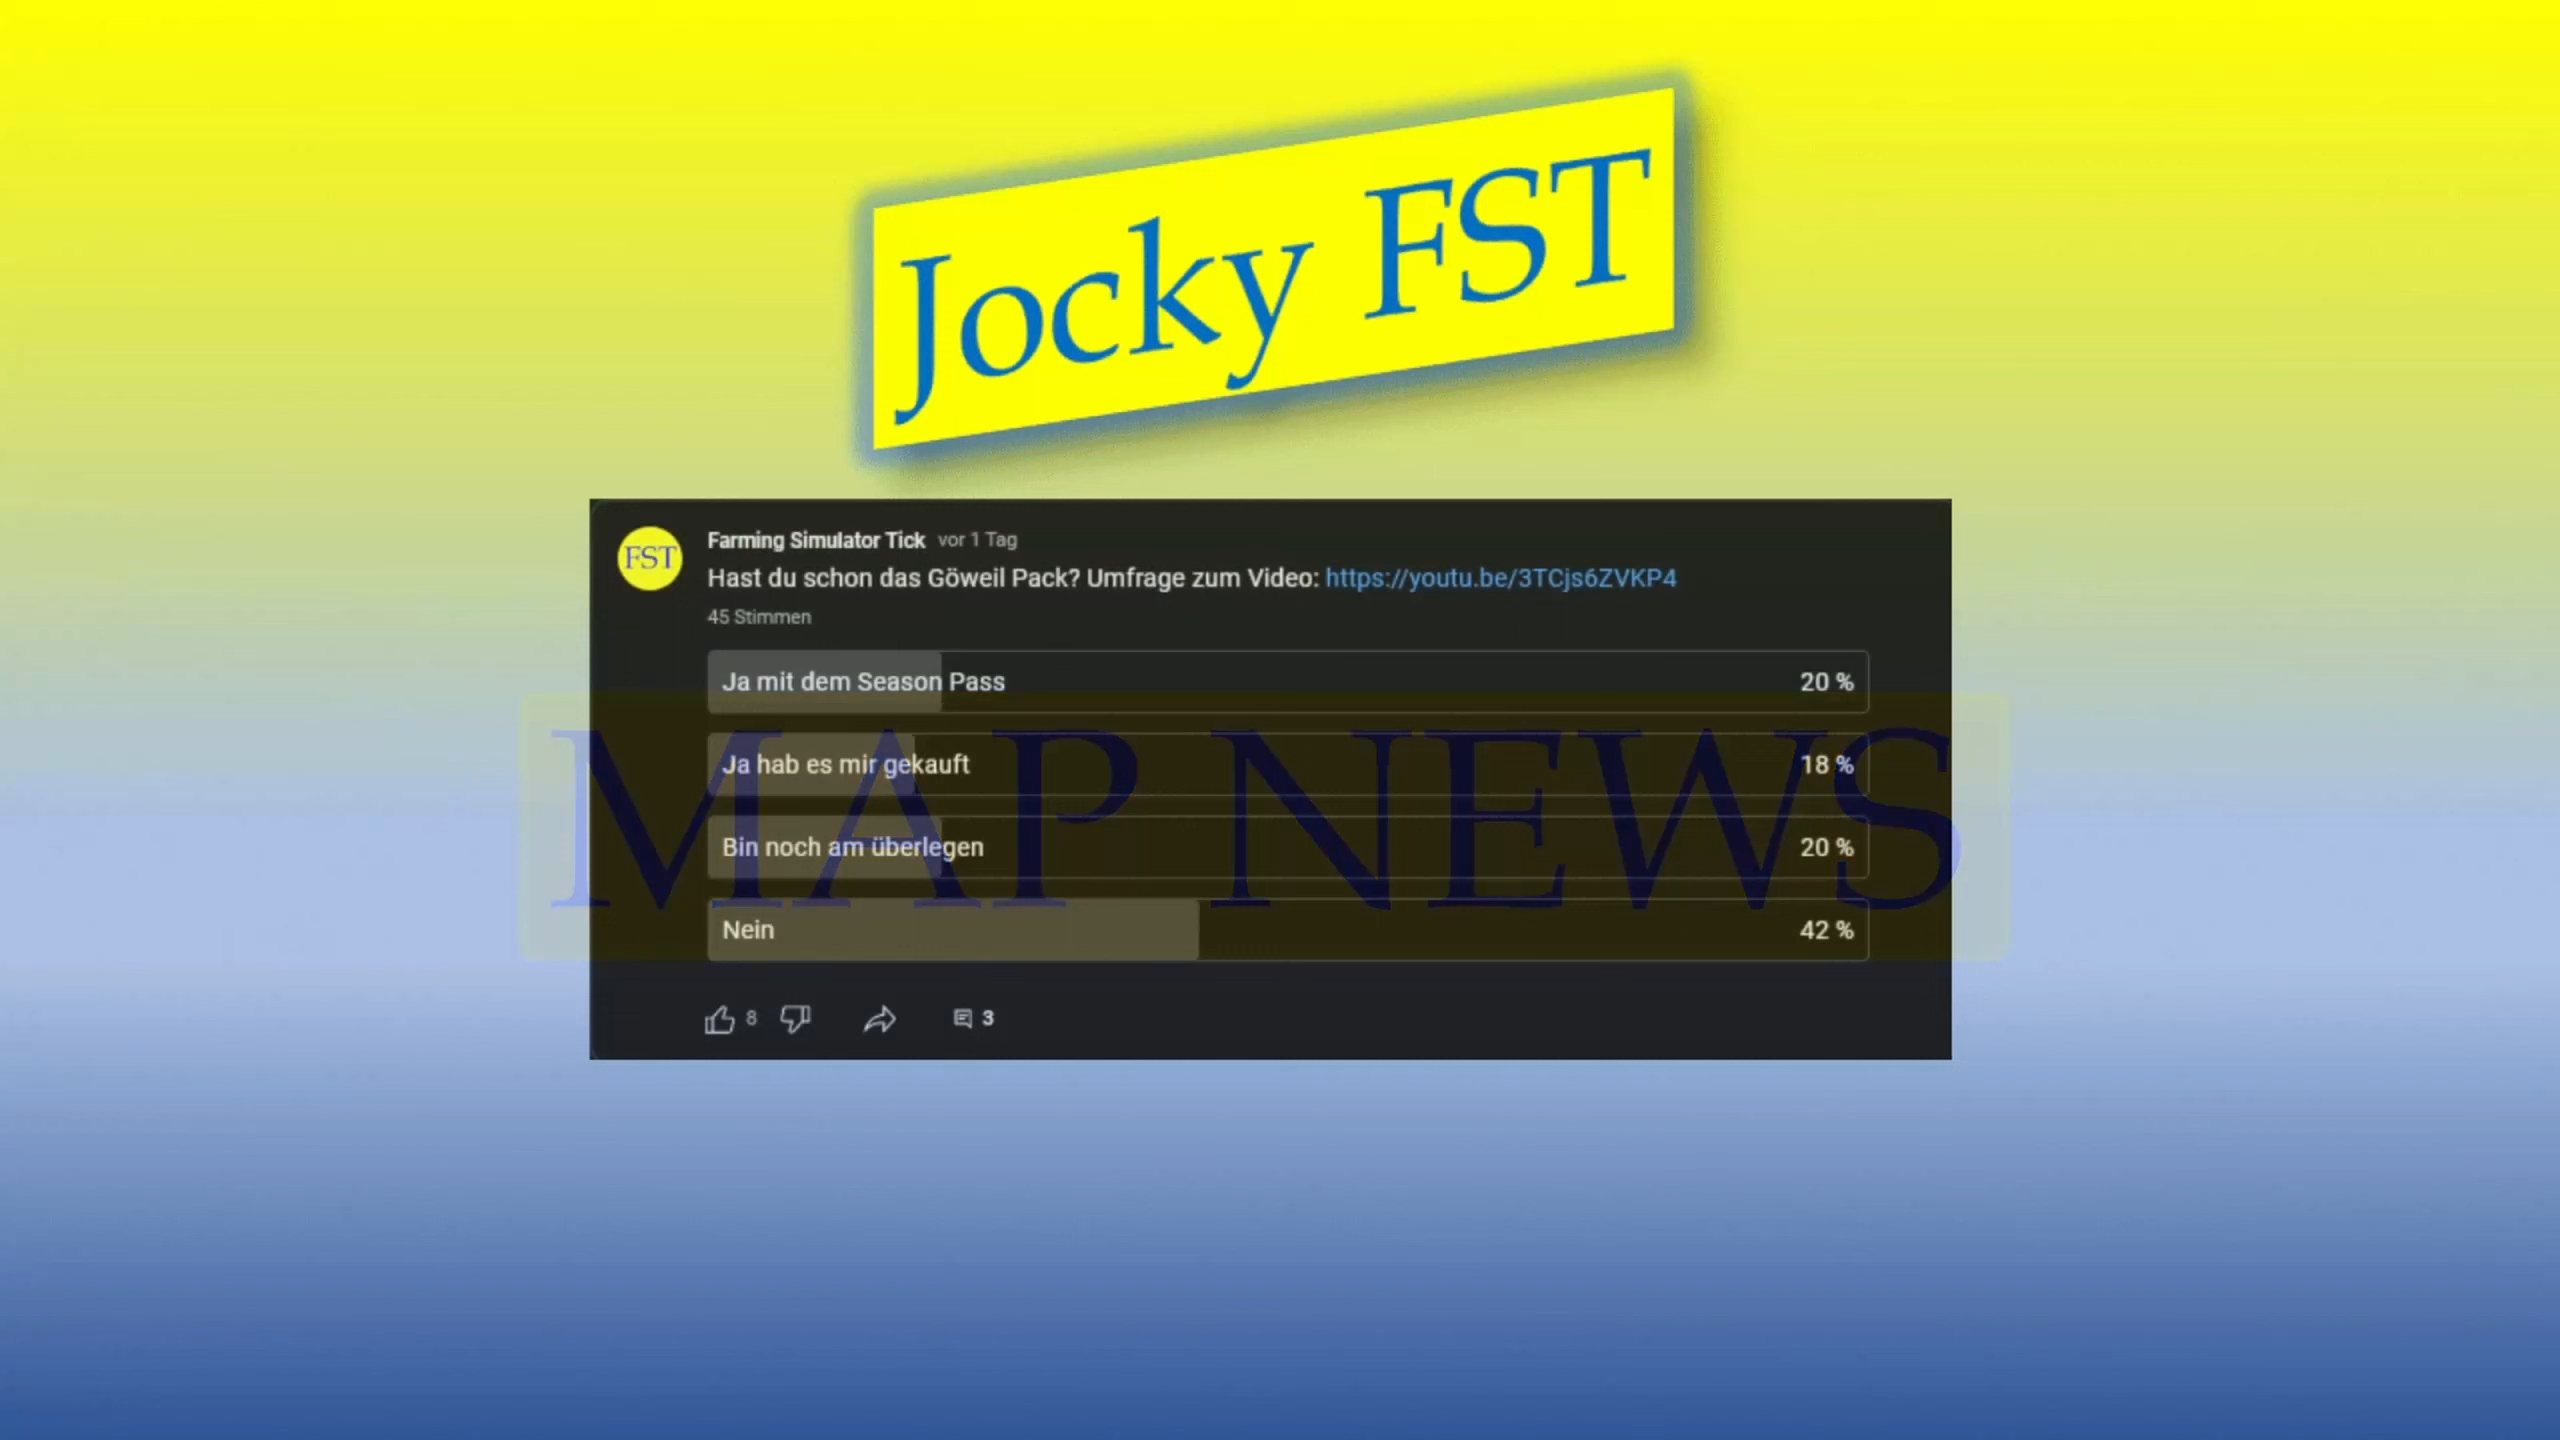 Jocky FST
FST
Farming Simulator Tick vor 1 Tag
Hast du schon das Göweil Pack? Umfrage zum Video: https://youtu.be/3TCjs6ZVKP4
45 Stimmen
Ja mit dem Season Pass 20 %
Ja hab es mir gekauft 18 %
MAP NEWS
Bin noch am überlegen 20 %
Nein 42 %
8 3